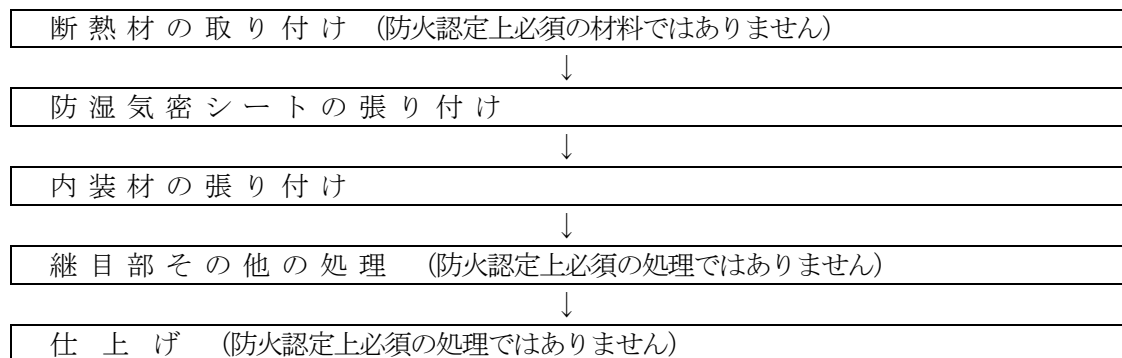 断熱材の取り付け (防火認定上必須の材料ではありません)
↓
防湿気密シートの張り付け
↓
内装材の張り付け
↓
継目部その他の処理 (防火認定上必須の処理ではありません)
↓
仕上げ (防火認定上必須の処理ではありません)